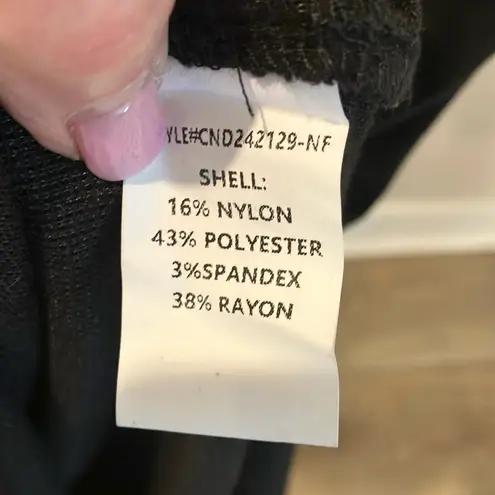 YLE#CND242129-NF
SHELL:
16% NYLON
43% POLYESTER
3%SPANDEX
38% RAYON